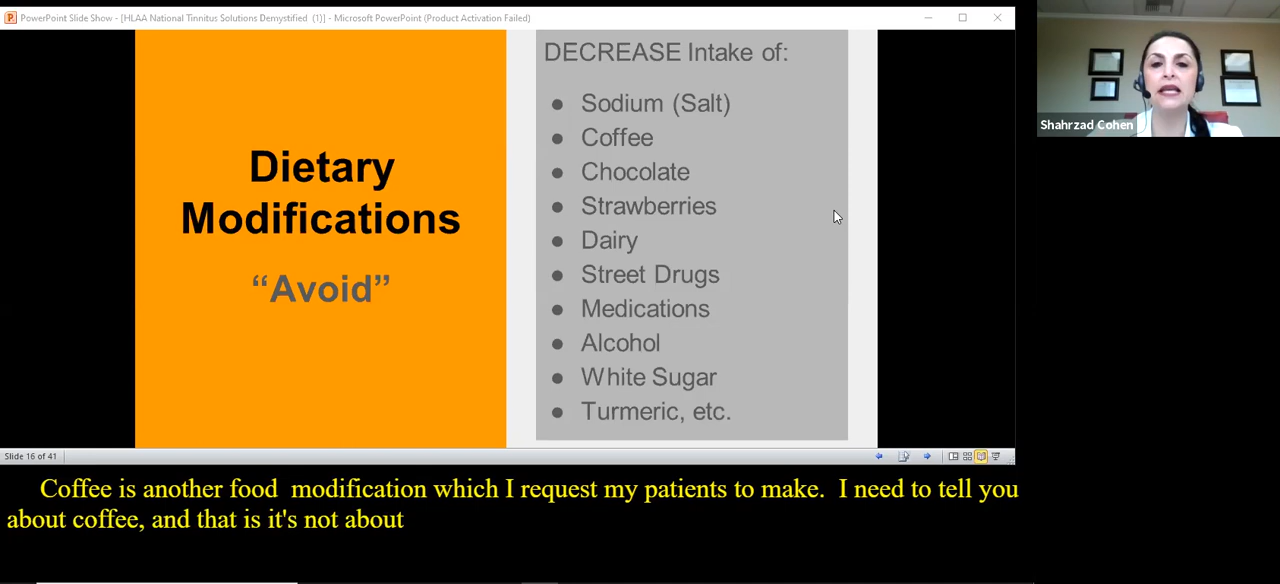 PowerPoint Slide Show - [HLAA National Tinnitus Solutions Demystified (1)] - Microsoft PowerPoint (Product Activation Failed)
Dietary
Modifications
“Avoid”
DECREASE Intake of:
● Sodium (Salt)
● Coffee
● Chocolate
● Strawberries
● Dairy
● Street Drugs
● Medications
● Alcohol
● White Sugar
● Turmeric, etc.
Shahrzad Cohen
Slide 16 of 41
Coffee is another food modification which I request my patients to make. I need to tell you
about coffee, and that is it's not about